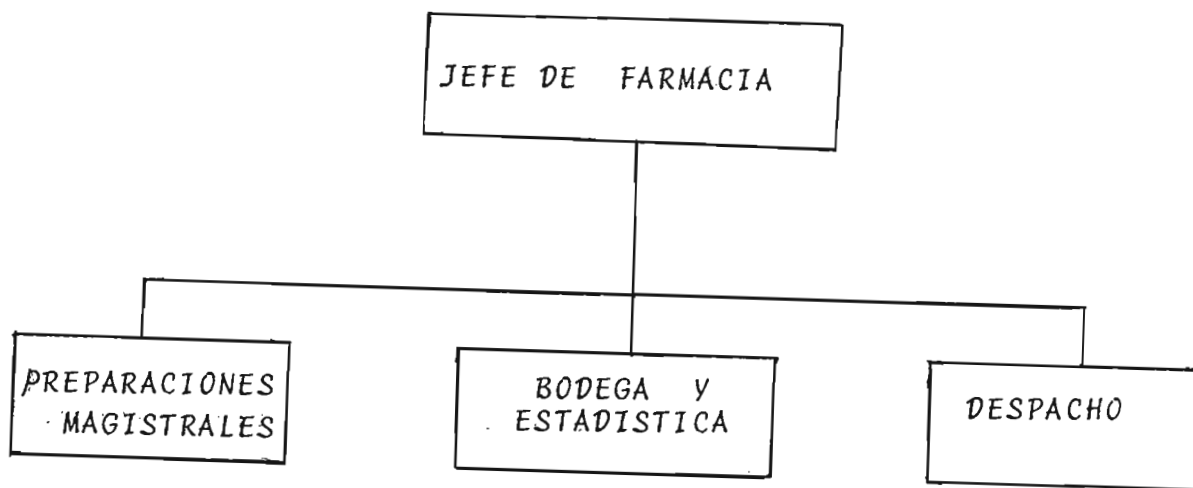 JEFE DE FARMACIA
PREPARACIONES
MAGISTRALES
BODEGA Y
ESTADISTICA
DESPACHO